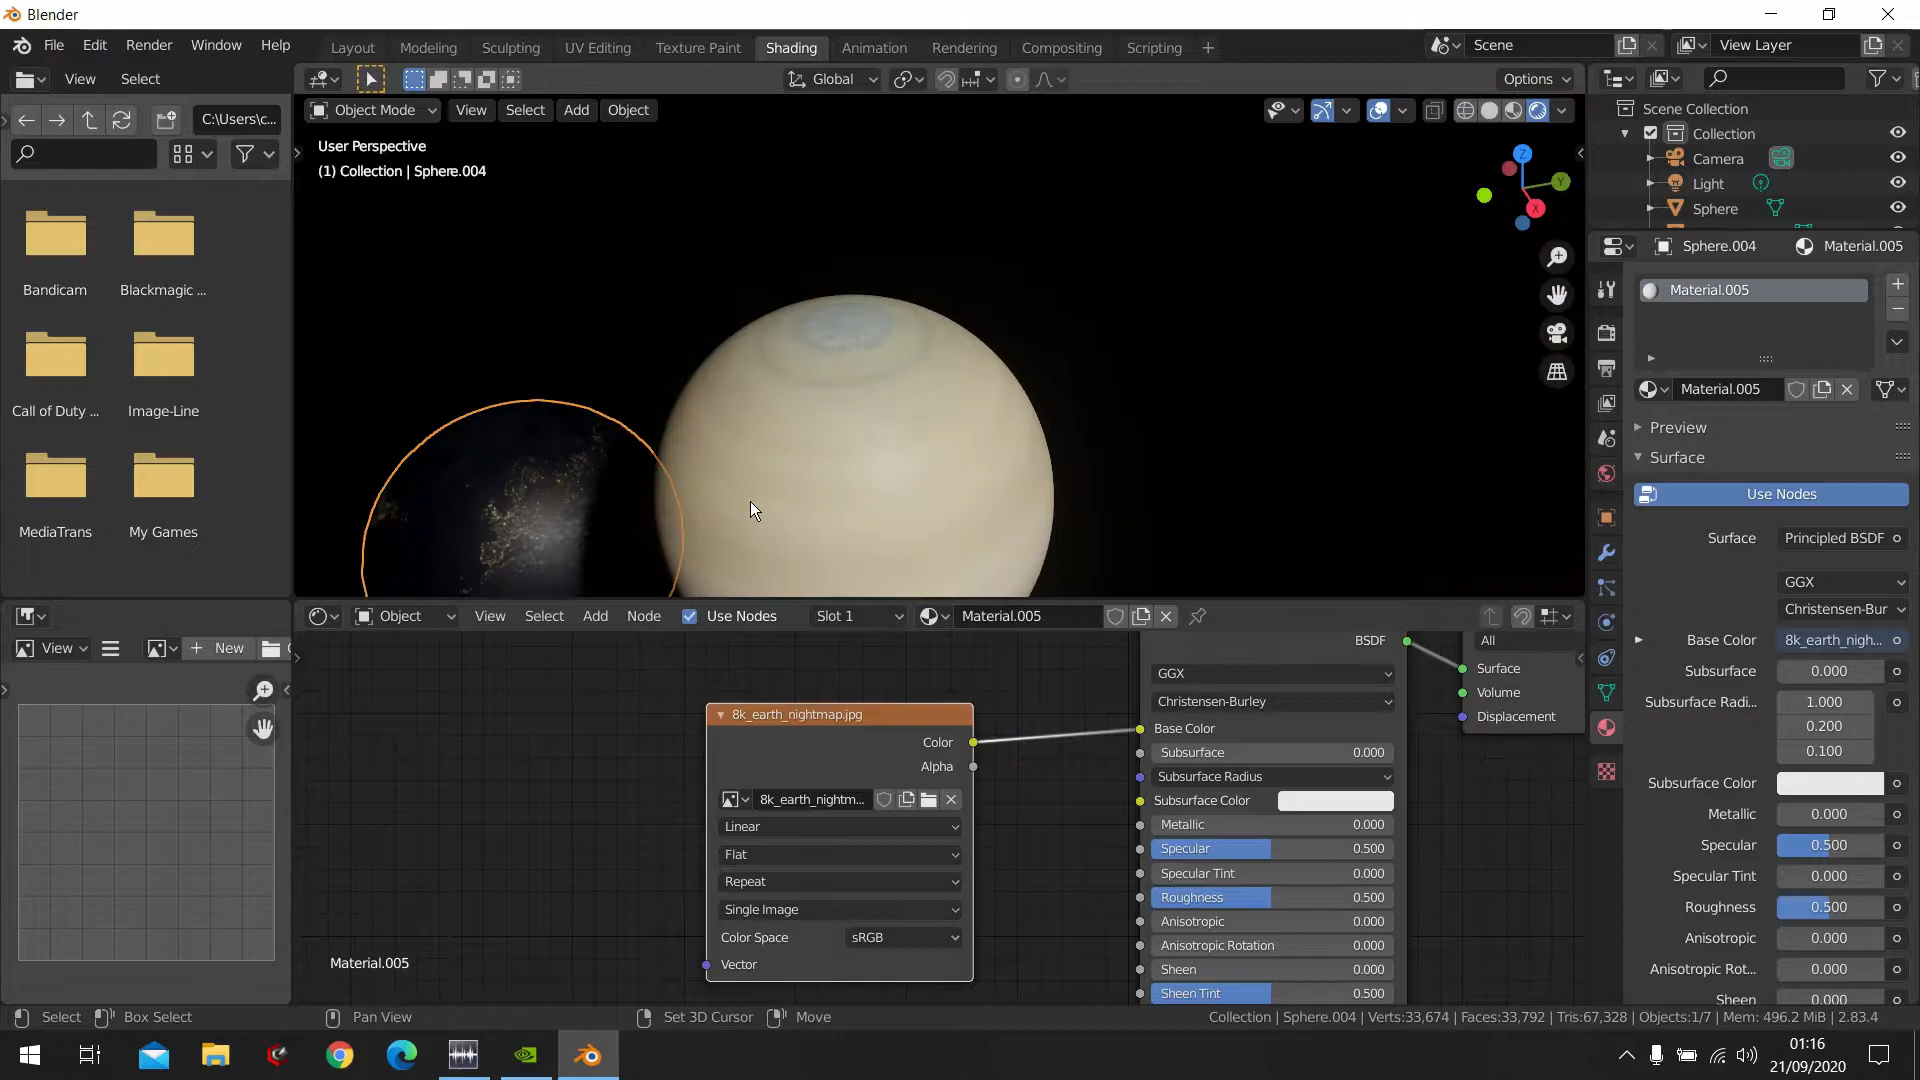 Blender
File Edit Render Window Help
Layout Modeling Sculpting UV Editing Texture Paint Shading Animation Rendering Compositing Scripting
Scene
View Layer
View Select
Global
Options
C:\Users\c...
Object Mode View Select Add Object
User Perspective
(1) Collection | Sphere.004
Z
Y
X
Bandicam
Blackmagic ...
Call of Duty ...
Image-Line
MediaTrans
My Games
Scene Collection
Collection
Camera
Light
Sphere
Sphere.004
Material.005
Material.005
Material.005
Preview
Surface
Use Nodes
Surface Principled BSDF
GGX
Christensen-Bur
Base Color 8k_earth_nigh...
Subsurface 0.000
Subsurface Radi... 1.000
0.200
0.100
Subsurface Color
Metallic 0.000
Specular 0.500
Specular Tint 0.000
Roughness 0.500
Anisotropic 0.000
Anisotropic Rot... 0.000
Sheen 0.000
View
New
Object View Select Add Node Use Nodes Slot 1 Material.005
8k_earth_nightmap.jpg
Color
Alpha
8k_earth_nightm...
Linear
Flat
Repeat
Single Image
Color Space sRGB
Vector
BSDF
GGX
Christensen-Burley
Base Color
Subsurface 0.000
Subsurface Radius
Subsurface Color
Metallic 0.000
Specular 0.500
Specular Tint 0.000
Roughness 0.500
Anisotropic 0.000
Anisotropic Rotation 0.000
Sheen 0.000
Sheen Tint 0.500
All
Surface
Volume
Displacement
Material.005
Select Box Select Pan View Set 3D Cursor Move
Collection | Sphere.004 | Verts:33,674 | Faces:33,792 | Tris:67,328 | Objects:1/7 | Mem: 496.2 MiB | 2.83.4
01:16
21/09/2020